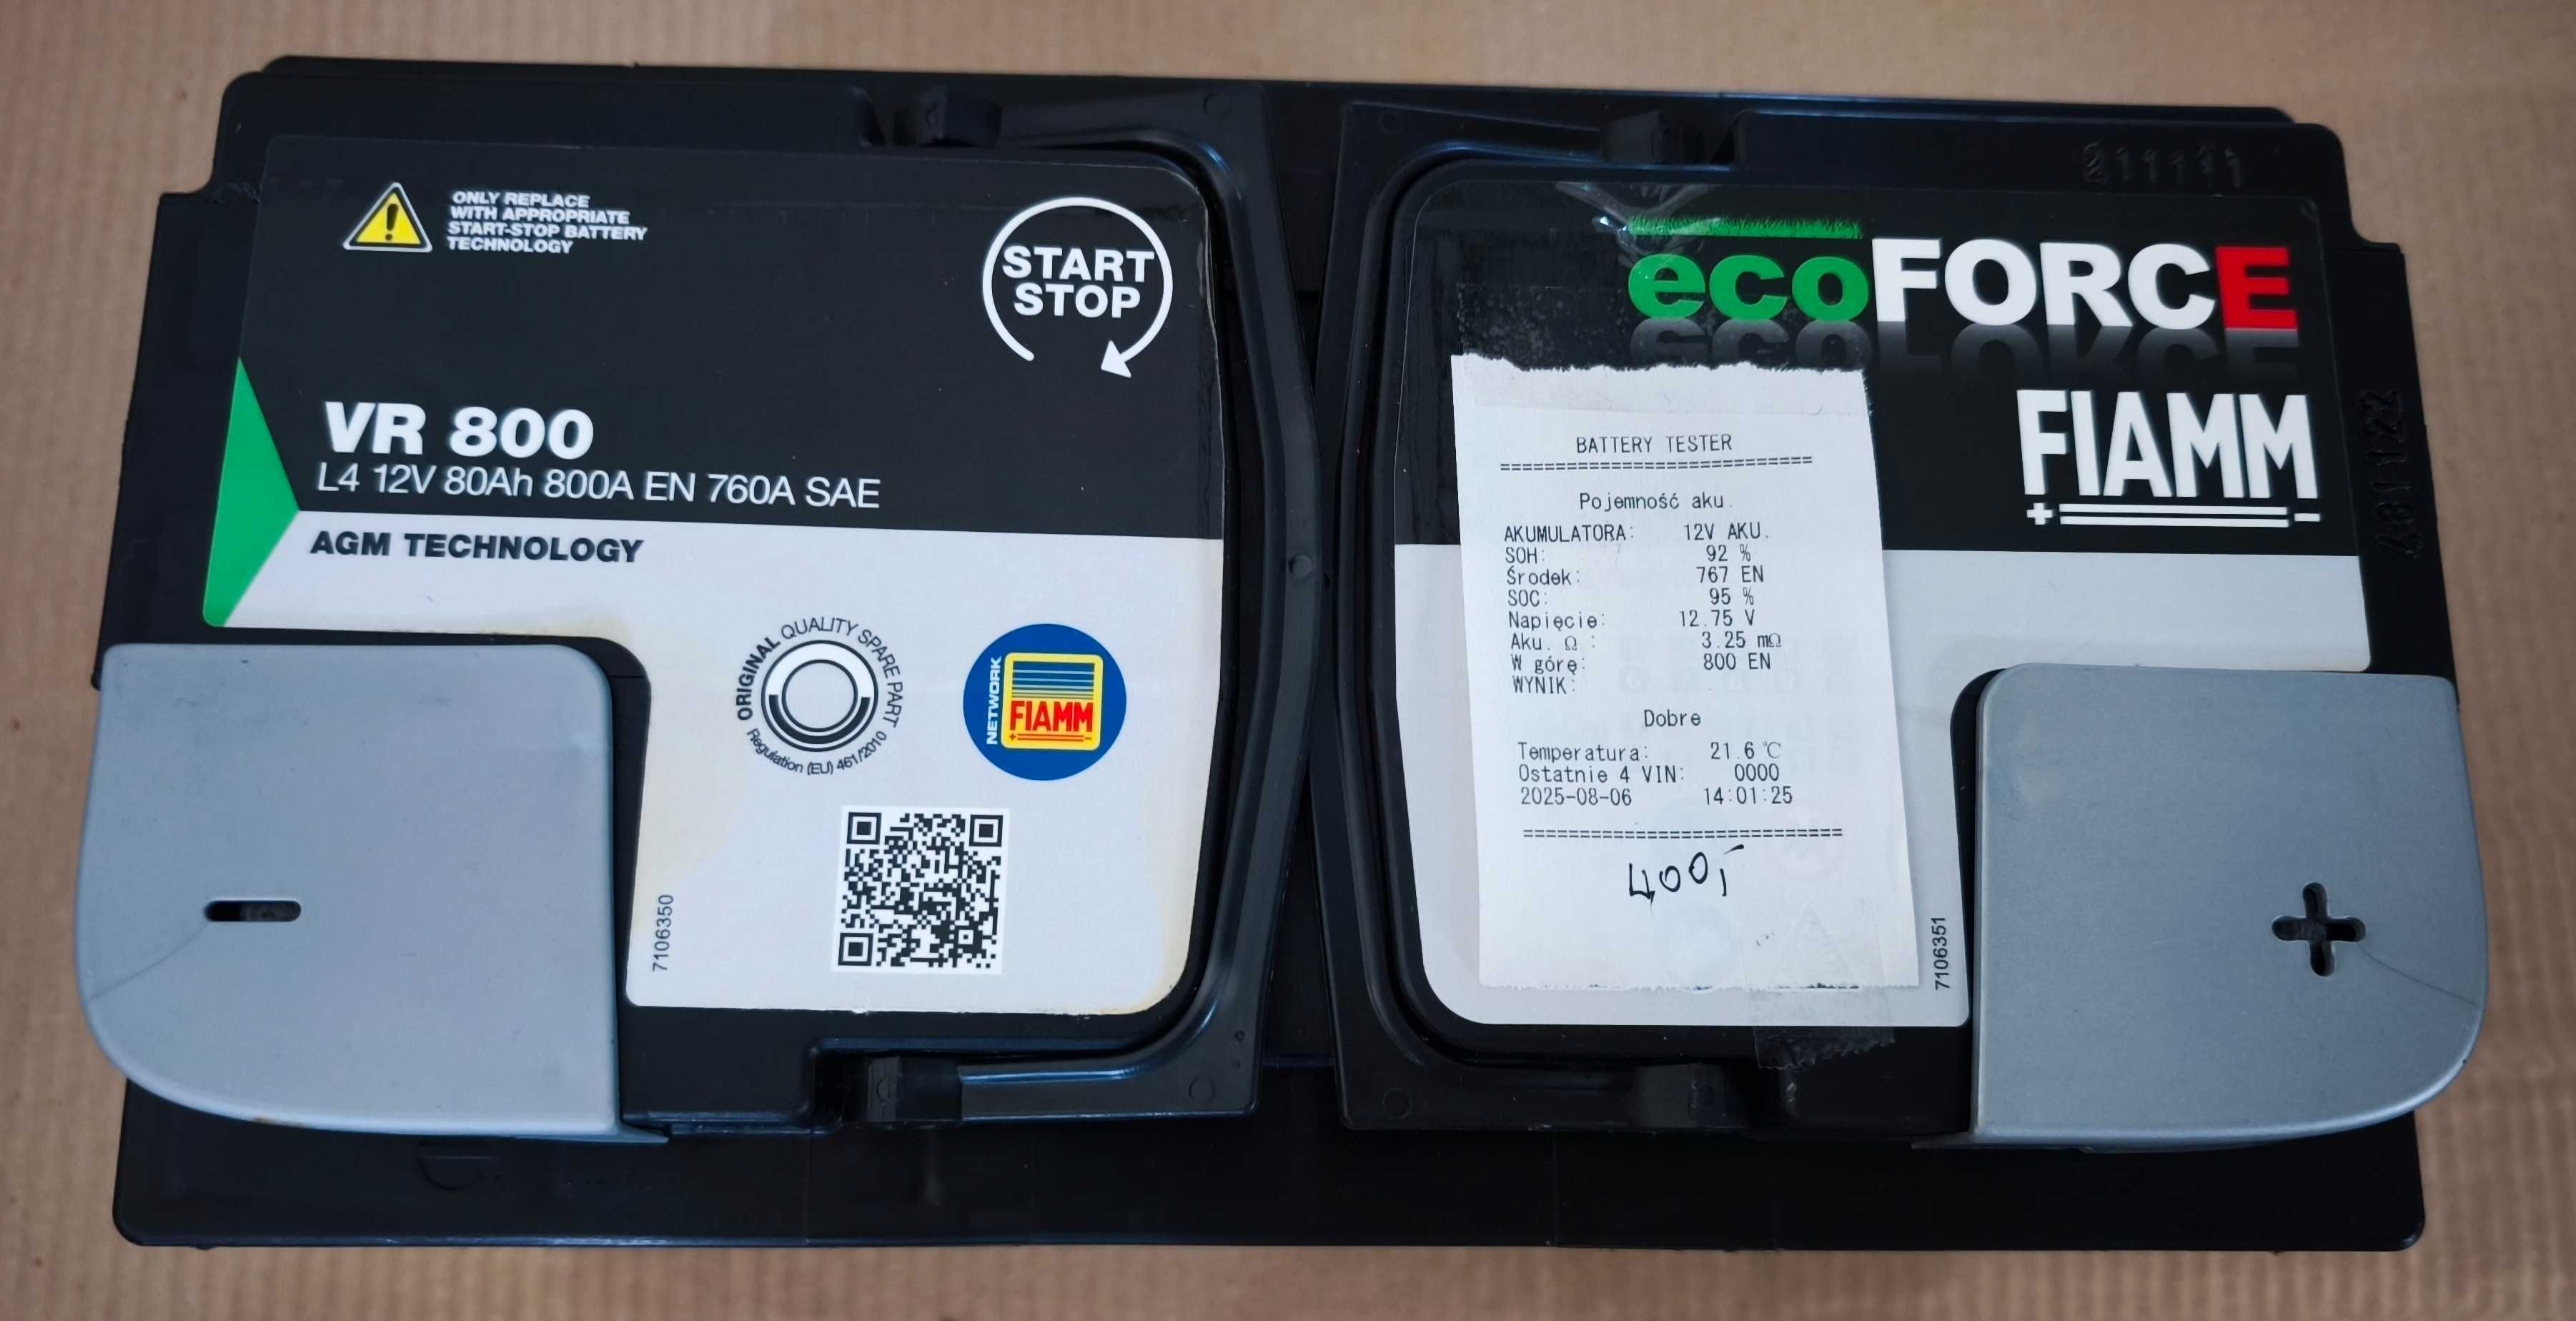 ONLY REPLACE
WITH APPROPRIATE
START-STOP BATTERY
TECHNOLOGY
START
STOP
VR 800
L4 12V 80Ah 800A EN 760A SAE
AGM TECHNOLOGY
ORIGINAL QUALITY SPARE PART
Regulation (EU) 461/2010
NETWORK
FIAMM
7106350
211111
ecoFORCE
FIAMM
+ -
BATTERY TESTER
===========================
Pojemność aku.
AKUMULATORA: 12V AKU.
SOH: 92 %
Środek: 767 EN
SOC: 95 %
Napięcie: 12.75 V
Aku. Ω : 3.25 mΩ
W górę: 800 EN
WYNIK:
Dobre
Temperatura: 21.6 ℃
Ostatnie 4 VIN: 0000
2025-08-06 14:01:25
===========================
7106351
-
+